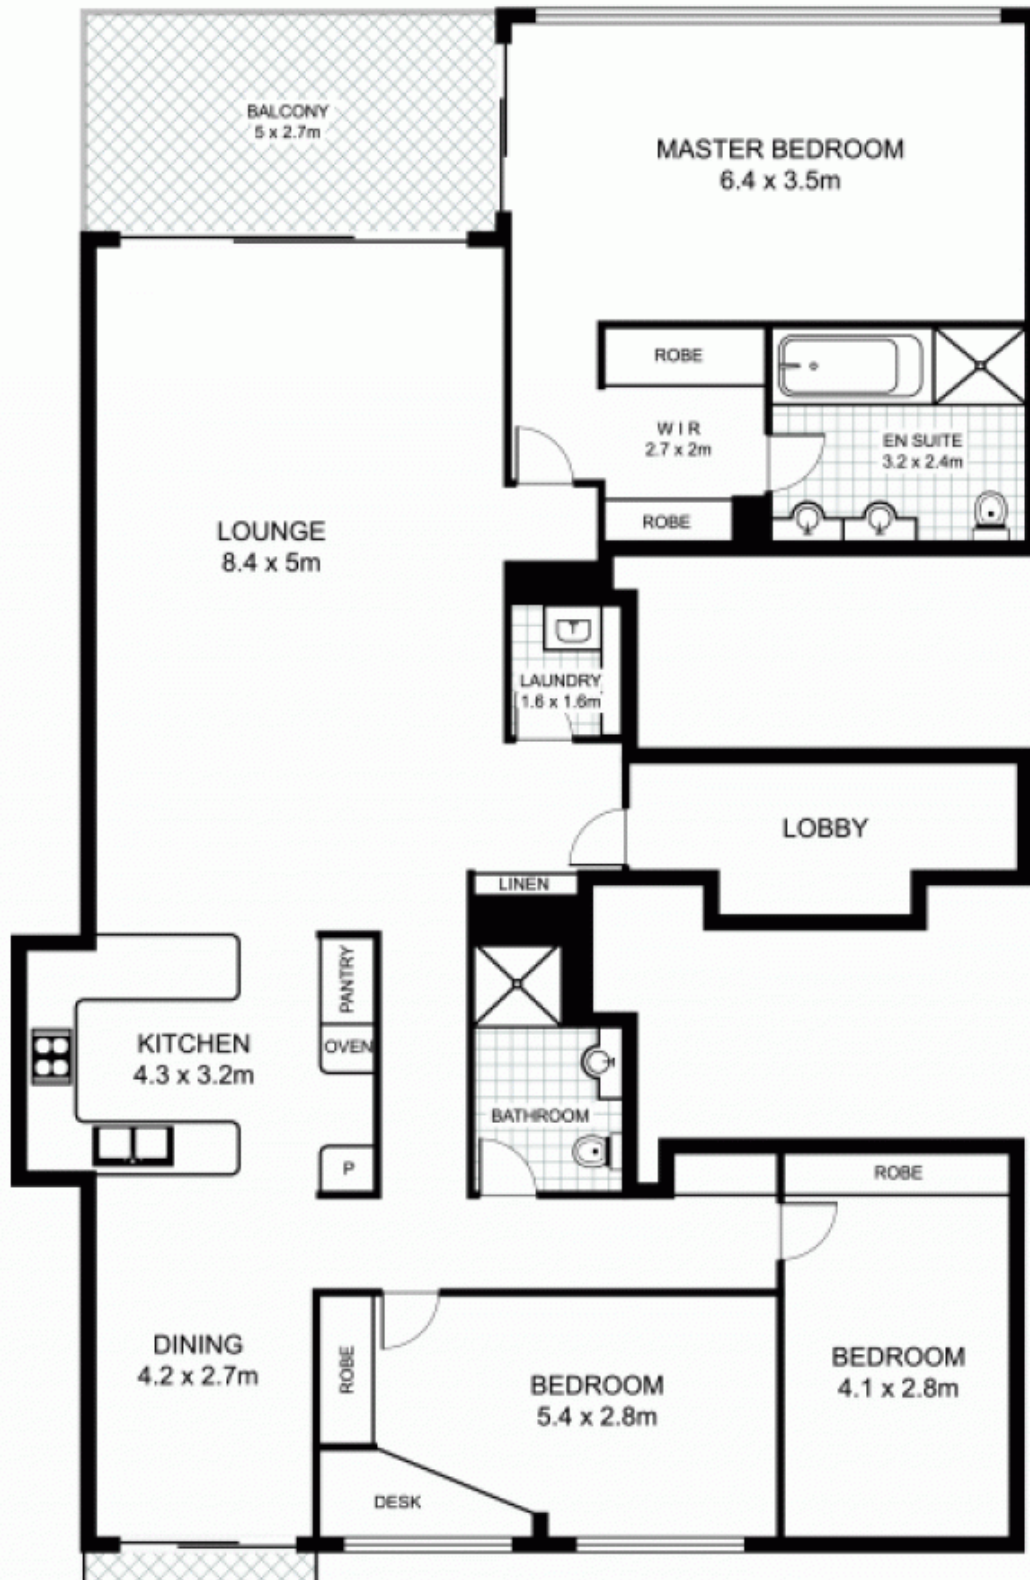 BALCONY
5 x 2.7m
MASTER BEDROOM
6.4 x 3.5m
ROBE
W I R
2.7 x 2m
EN SUITE
3.2 x 2.4m
ROBE
LOUNGE
8.4 x 5m
LAUNDRY
1.6 x 1.6m
LOBBY
LINEN
PANTRY
OVEN
KITCHEN
4.3 x 3.2m
BATHROOM
P
ROBE
DINING
4.2 x 2.7m
ROBE
BEDROOM
5.4 x 2.8m
BEDROOM
4.1 x 2.8m
DESK